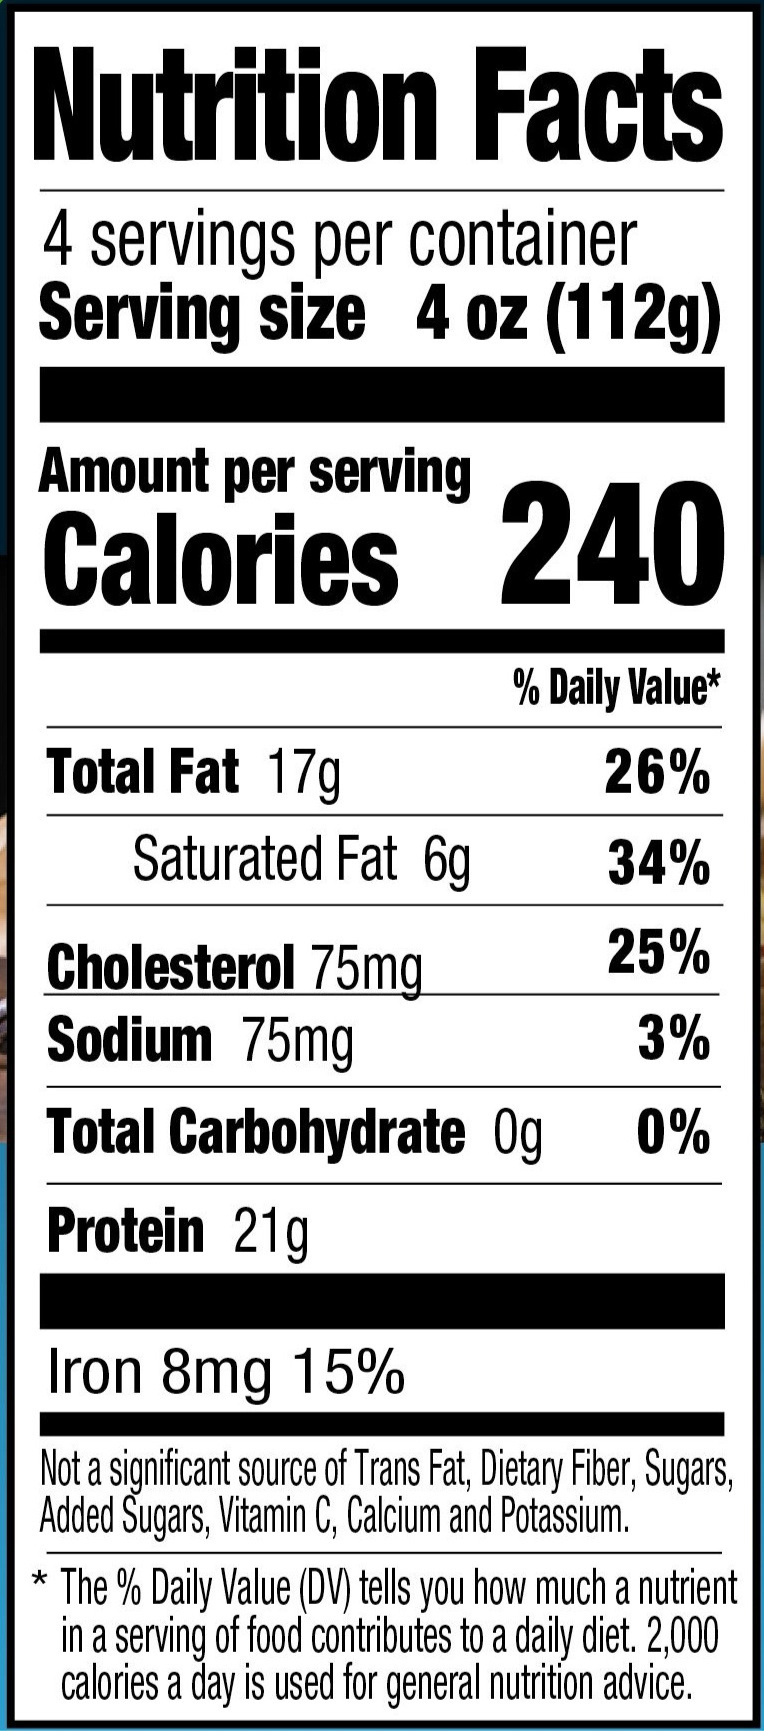 Nutrition Facts
4 servings per container
Serving size 4 oz (112g)
Amount per serving
Calories 240
% Daily Value*
Total Fat 17g 26%
Saturated Fat 6g 34%
Cholesterol 75mg 25%
Sodium 75mg 3%
Total Carbohydrate 0g 0%
Protein 21g
Iron 8mg 15%
Not a significant source of Trans Fat, Dietary Fiber, Sugars,
Added Sugars, Vitamin C, Calcium and Potassium.
* The % Daily Value (DV) tells you how much a nutrient
in a serving of food contributes to a daily diet. 2,000
calories a day is used for general nutrition advice.